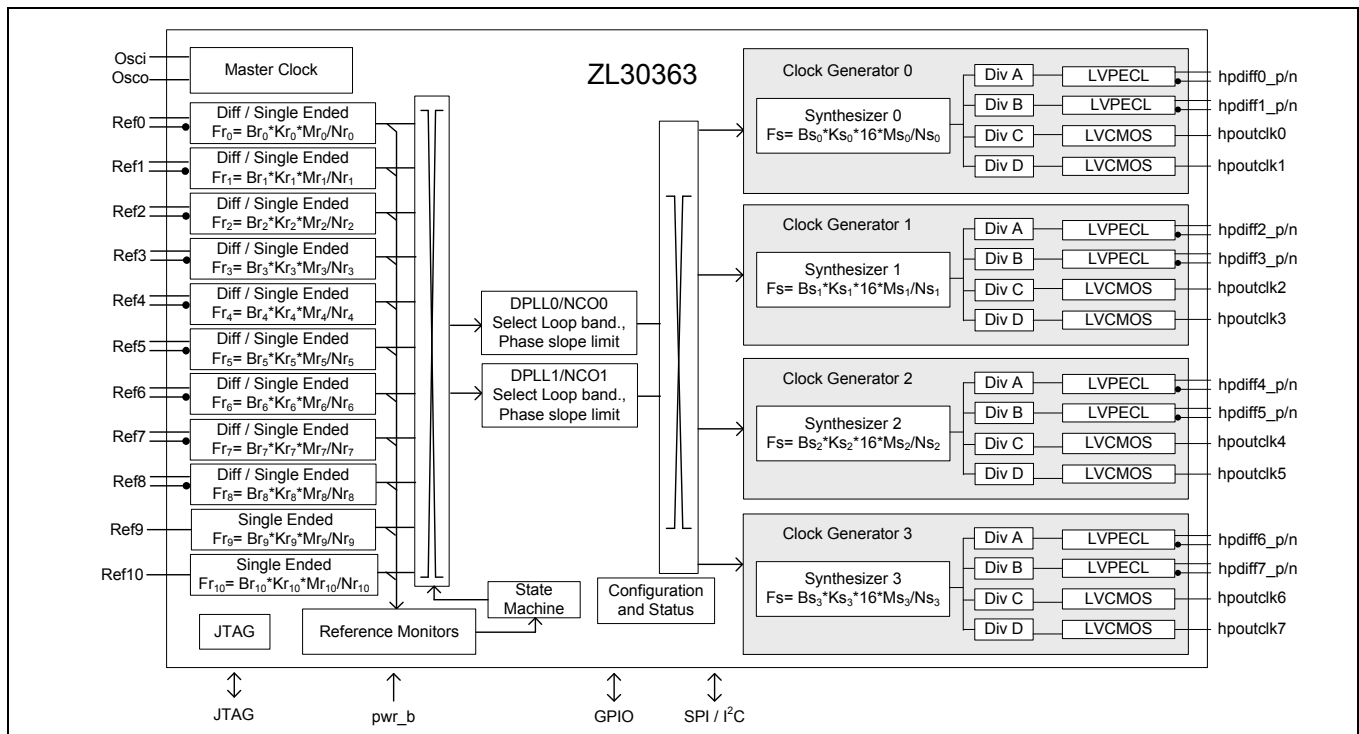 Osci
Osco
Master Clock
ZL30363
Ref0
Diff / Single Ended
Fr₀= Br₀*Kr₀*Mr₀/Nr₀
Ref1
Diff / Single Ended
Fr₁= Br₁*Kr₁*Mr₁/Nr₁
Ref2
Diff / Single Ended
Fr₂= Br₂*Kr₂*Mr₂/Nr₂
Ref3
Diff / Single Ended
Fr₃= Br₃*Kr₃*Mr₃/Nr₃
Ref4
Diff / Single Ended
Fr₄= Br₄*Kr₄*Mr₄/Nr₄
Ref5
Diff / Single Ended
Fr₅= Br₅*Kr₅*Mr₅/Nr₅
Ref6
Diff / Single Ended
Fr₆= Br₆*Kr₆*Mr₆/Nr₆
Ref7
Diff / Single Ended
Fr₇= Br₇*Kr₇*Mr₇/Nr₇
Ref8
Diff / Single Ended
Fr₈= Br₈*Kr₈*Mr₈/Nr₈
Ref9
Single Ended
Fr₉= Br₉*Kr₉*Mr₉/Nr₉
Ref10
Single Ended
Fr₁₀= Br₁₀*Kr₁₀*Mr₁₀/Nr₁₀
JTAG
Reference Monitors
State
Machine
DPLL0/NCO0
Select Loop band.,
Phase slope limit
DPLL1/NCO1
Select Loop band.,
Phase slope limit
Configuration
and Status
Clock Generator 0
Synthesizer 0
Fs= Bs₀*Ks₀*16*Ms₀/Ns₀
Div A
LVPECL
hpdiff0_p/n
Div B
LVPECL
hpdiff1_p/n
Div C
LVCMOS
hpoutclk0
Div D
LVCMOS
hpoutclk1
Clock Generator 1
Synthesizer 1
Fs= Bs₁*Ks₁*16*Ms₁/Ns₁
Div A
LVPECL
hpdiff2_p/n
Div B
LVPECL
hpdiff3_p/n
Div C
LVCMOS
hpoutclk2
Div D
LVCMOS
hpoutclk3
Clock Generator 2
Synthesizer 2
Fs= Bs₂*Ks₂*16*Ms₂/Ns₂
Div A
LVPECL
hpdiff4_p/n
Div B
LVPECL
hpdiff5_p/n
Div C
LVCMOS
hpoutclk4
Div D
LVCMOS
hpoutclk5
Clock Generator 3
Synthesizer 3
Fs= Bs₃*Ks₃*16*Ms₃/Ns₃
Div A
LVPECL
hpdiff6_p/n
Div B
LVPECL
hpdiff7_p/n
Div C
LVCMOS
hpoutclk6
Div D
LVCMOS
hpoutclk7
JTAG
pwr_b
GPIO
SPI / I²C